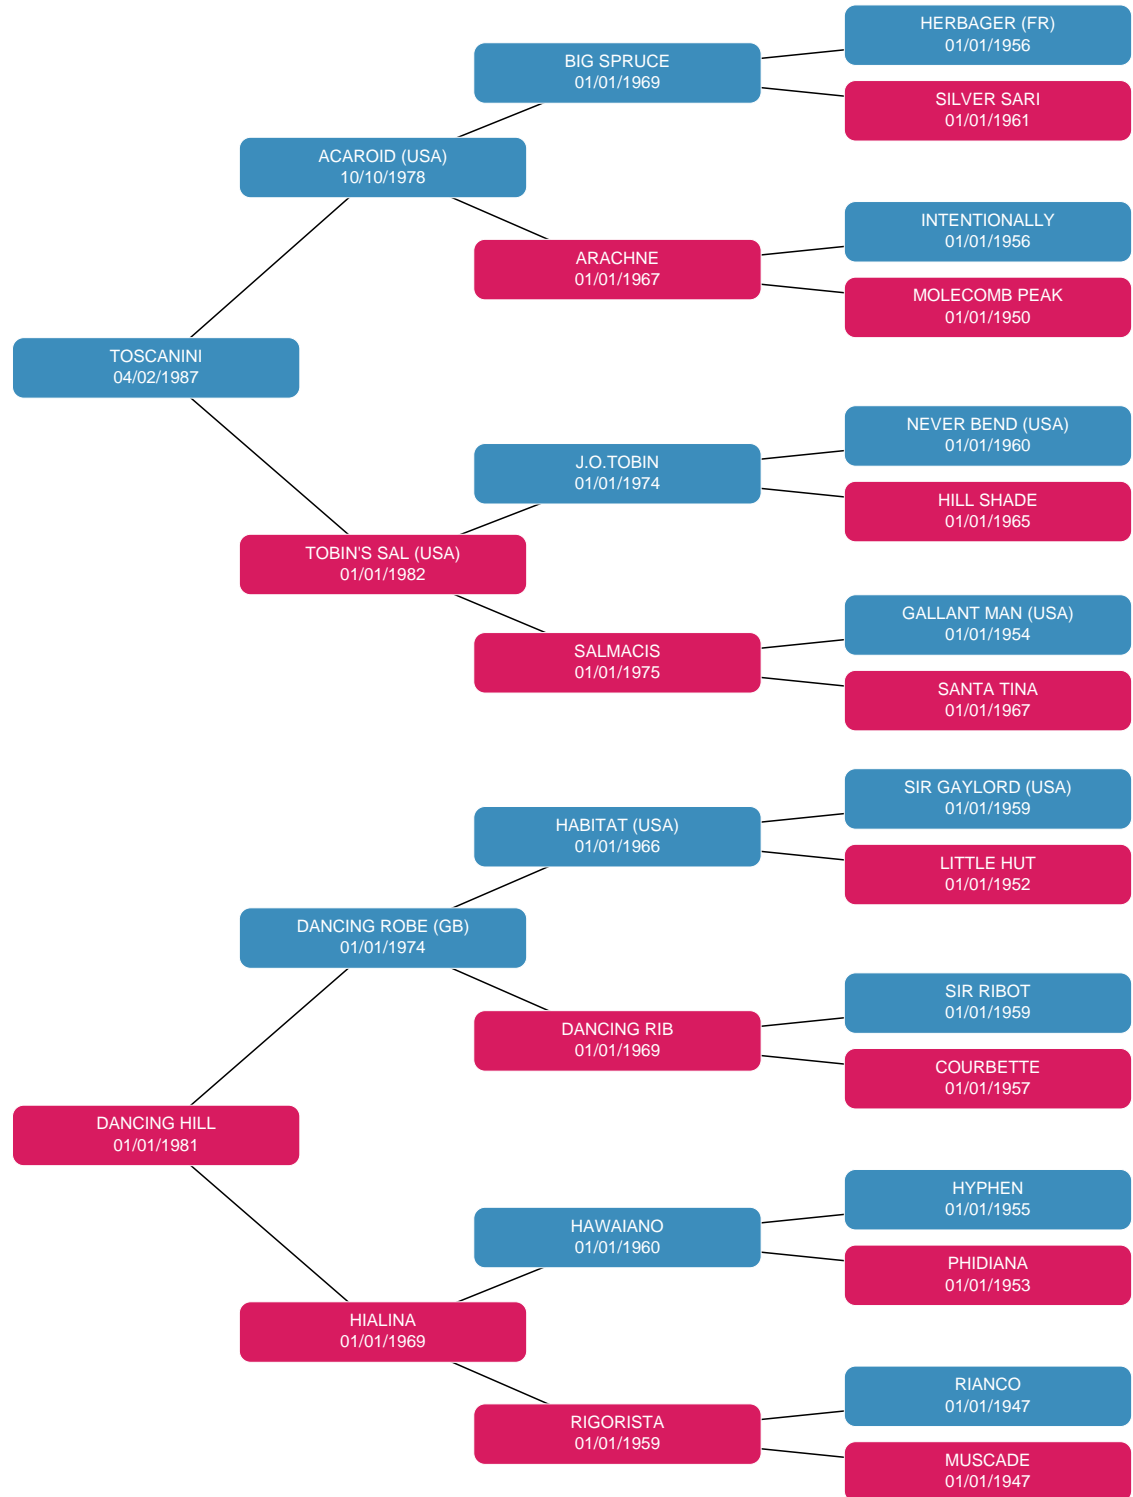 HERBAGER (FR)
01/01/1956
BIG SPRUCE
01/01/1969
SILVER SARI
01/01/1961
ACAROID (USA)
10/10/1978
INTENTIONALLY
01/01/1956
ARACHNE
01/01/1967
MOLECOMB PEAK
01/01/1950
TOSCANINI
04/02/1987
NEVER BEND (USA)
01/01/1960
J.O.TOBIN
01/01/1974
HILL SHADE
01/01/1965
TOBIN'S SAL (USA)
01/01/1982
GALLANT MAN (USA)
01/01/1954
SALMACIS
01/01/1975
SANTA TINA
01/01/1967
SIR GAYLORD (USA)
01/01/1959
HABITAT (USA)
01/01/1966
LITTLE HUT
01/01/1952
DANCING ROBE (GB)
01/01/1974
SIR RIBOT
01/01/1959
DANCING RIB
01/01/1969
COURBETTE
01/01/1957
DANCING HILL
01/01/1981
HYPHEN
01/01/1955
HAWAIANO
01/01/1960
PHIDIANA
01/01/1953
HIALINA
01/01/1969
RIANCO
01/01/1947
RIGORISTA
01/01/1959
MUSCADE
01/01/1947